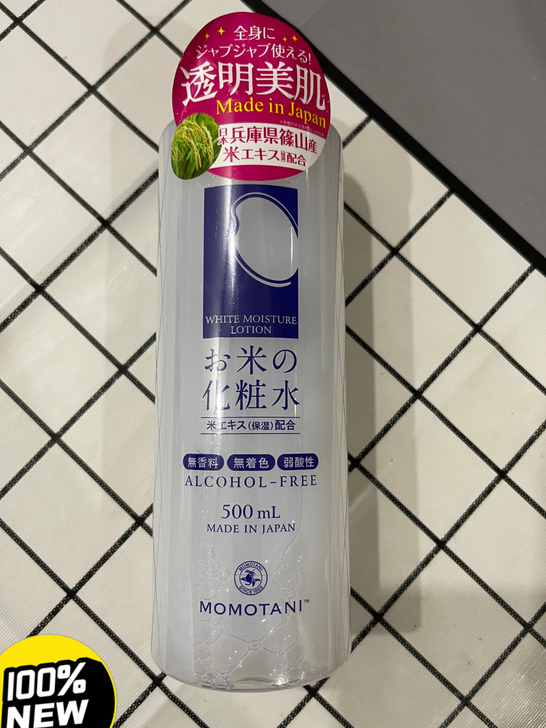 全身に
ジャブジャブ使える!
透明美肌
Made in Japan
兵庫県篠山産
米エキス配合
WHITE MOISTURE
LOTION
お米の
化粧水
米エキス(保湿)配合
無香料 無着色 弱酸性
ALCOHOL-FREE
500 mL
MADE IN JAPAN
MOMOTANI
MOMOTANI™
100%
NEW